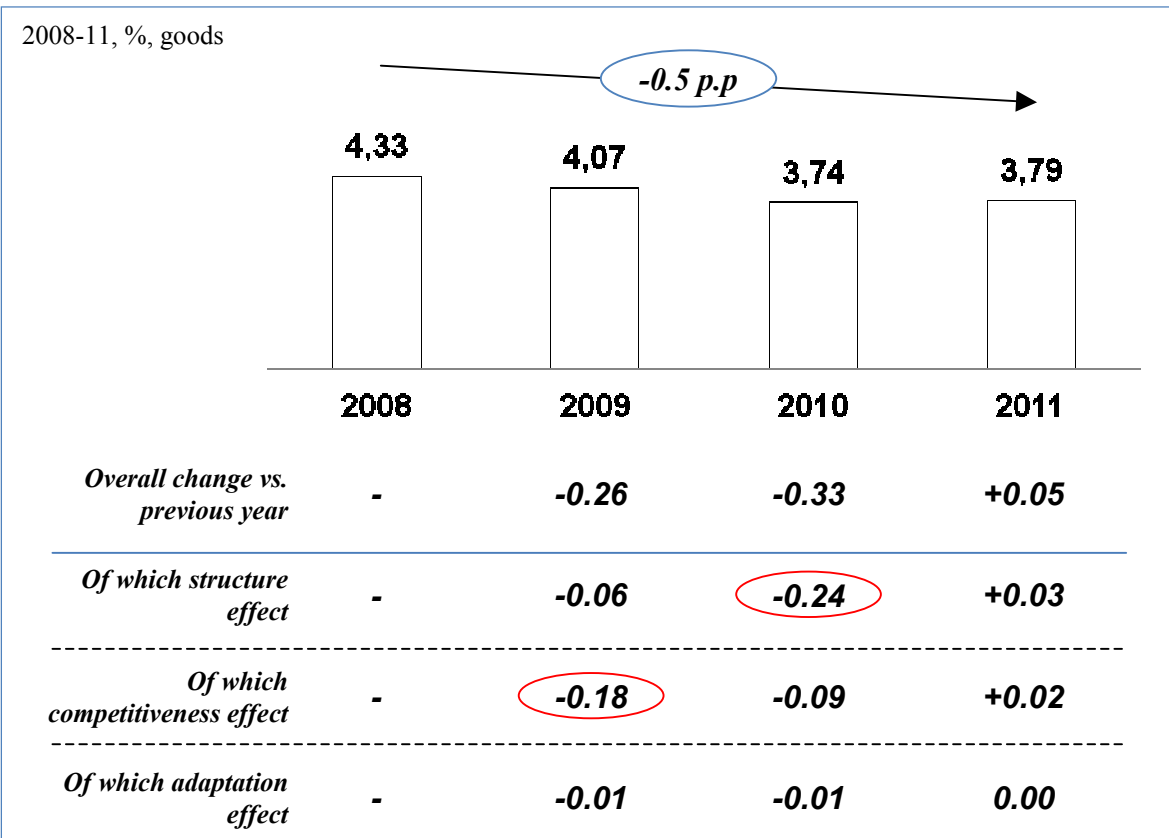 2008-11, %, goods
-0.5 p.p
4,33 4,07 3,74 3,79
2008 2009 2010 2011
Overall change vs.
previous year - -0.26 -0.33 +0.05
Of which structure
effect - -0.06 -0.24 +0.03
Of which
competitiveness effect - -0.18 -0.09 +0.02
Of which adaptation
effect - -0.01 -0.01 0.00